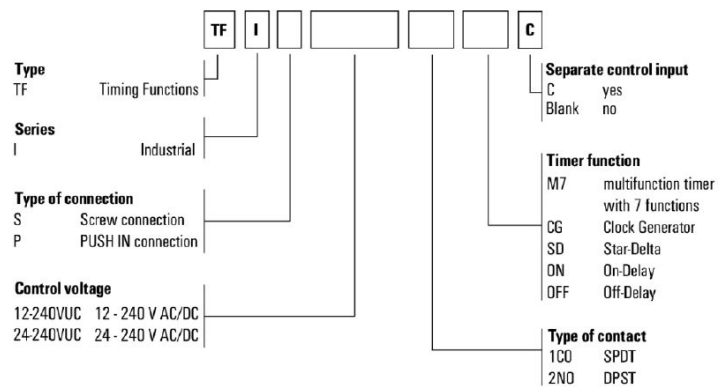 TF I C
Type
TF Timing Functions
Series
I Industrial
Type of connection
S Screw connection
P PUSH IN connection
Control voltage
12-240VUC 12 - 240 V AC/DC
24-240VUC 24 - 240 V AC/DC
Separate control input
C yes
Blank no
Timer function
M7 multifunction timer
with 7 functions
CG Clock Generator
SD Star-Delta
ON On-Delay
OFF Off-Delay
Type of contact
1CO SPDT
2NO DPST